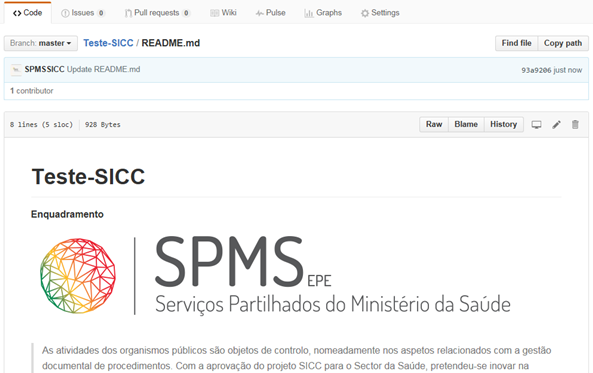 Code Issues 0 Pull requests 0 Wiki Pulse Graphs Settings
Branch: master Teste-SICC / README.md Find file Copy path
SPMSSICC Update README.md 93a9206 just now
1 contributor
8 lines (5 sloc) 928 Bytes Raw Blame History
Teste-SICC
Enquadramento
SPMS EPE
Serviços Partilhados do Ministério da Saúde
As atividades dos organismos públicos são objetos de controlo, nomeadamente nos aspetos relacionados com a gestão
documental de procedimentos. Com a aprovação do projeto SICC para o Sector da Saúde, pretendeu-se inovar na